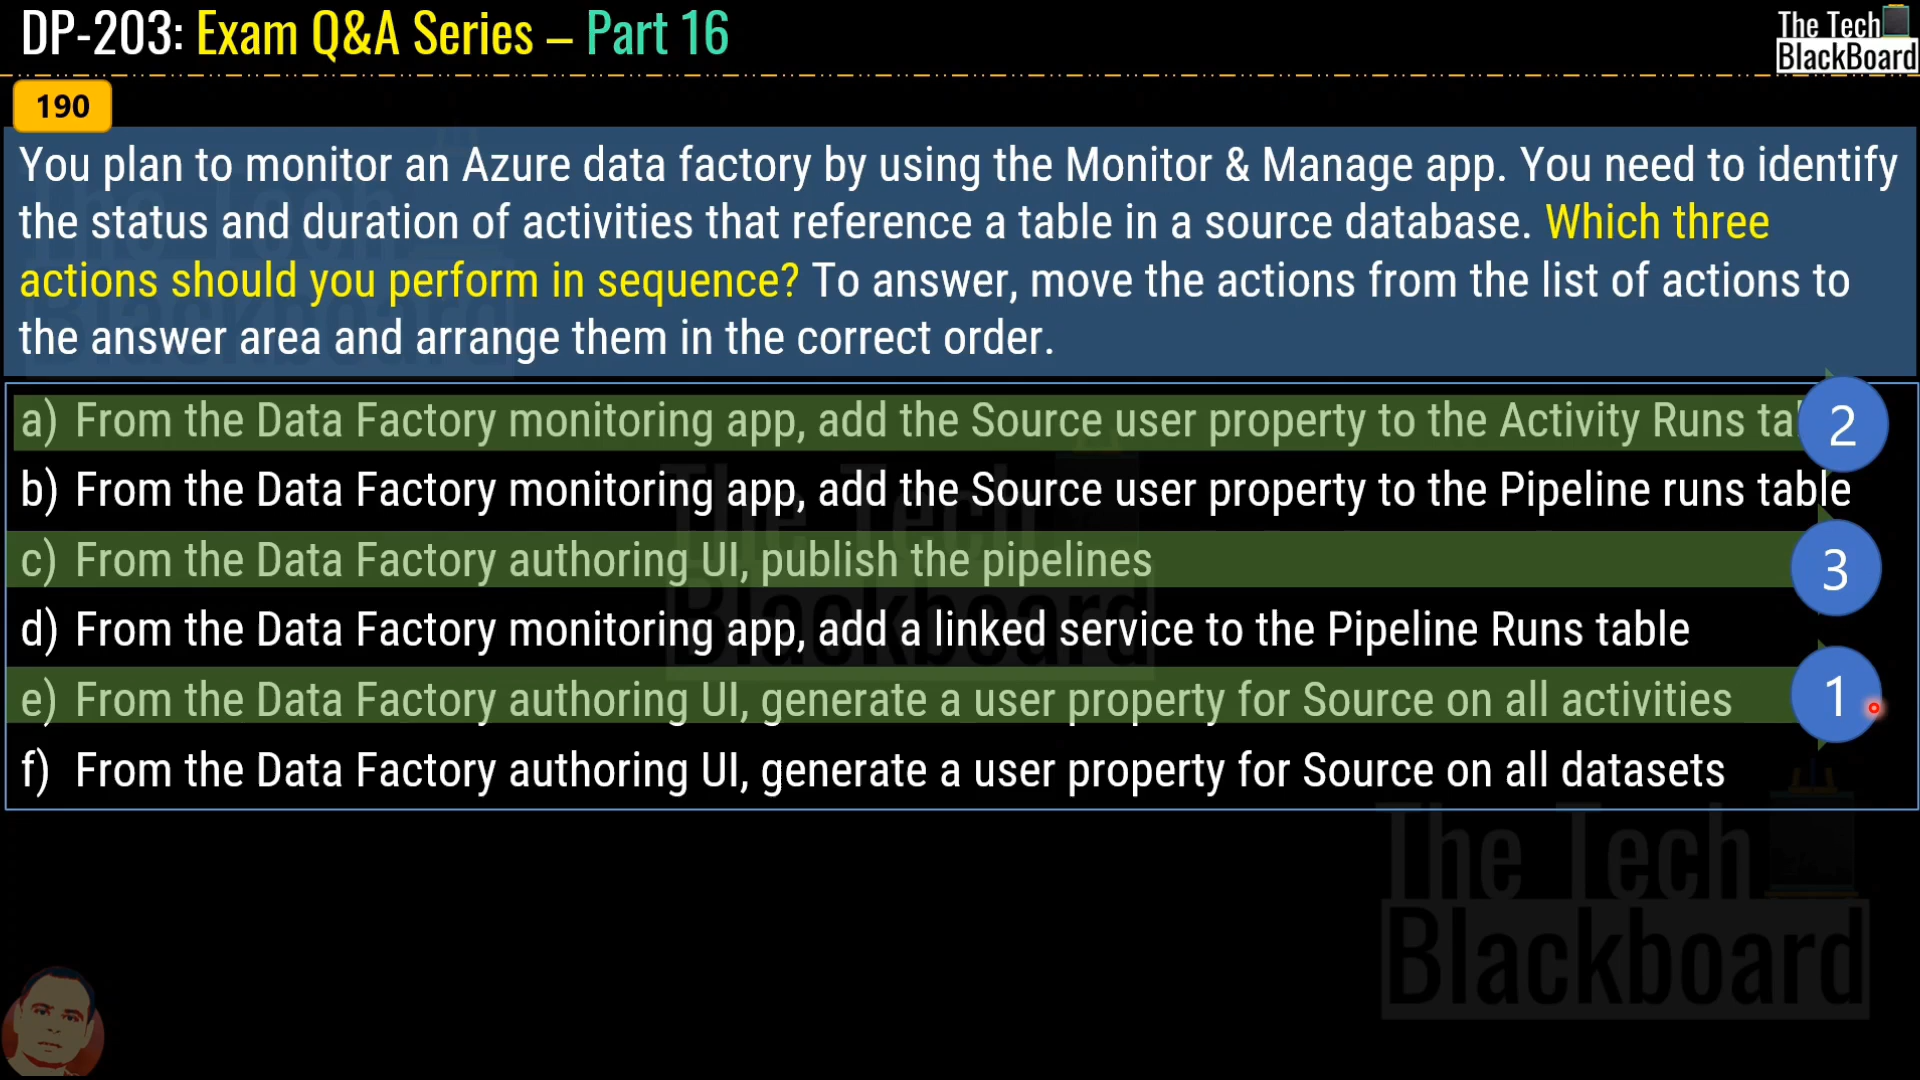 DP-203: Exam Q&A Series – Part 16
The Tech
BlackBoard
190
You plan to monitor an Azure data factory by using the Monitor & Manage app. You need to identify
the status and duration of activities that reference a table in a source database. Which three
actions should you perform in sequence? To answer, move the actions from the list of actions to
the answer area and arrange them in the correct order.
a) From the Data Factory monitoring app, add the Source user property to the Activity Runs
2
b) From the Data Factory monitoring app, add the Source user property to the Pipeline runs table
c) From the Data Factory authoring UI, publish the pipelines
3
d) From the Data Factory monitoring app, add a linked service to the Pipeline Runs table
e) From the Data Factory authoring UI, generate a user property for Source on all activities
1
f) From the Data Factory authoring UI, generate a user property for Source on all datasets
The Tech
Blackboard